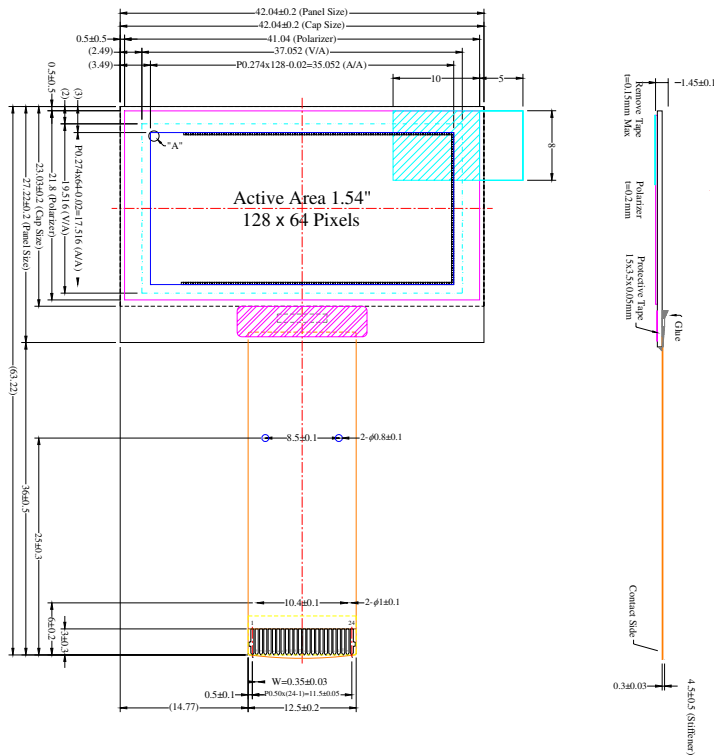 42.04±0.2 (Panel Size)
42.04±0.2 (Cap Size)
0.5±0.5
41.04 (Polarizer)
(2.49)
37.052 (V/A)
(3.49)
P0.274x128-0.02=35.052 (A/A)
10
5
8
0.5±0.5
(2)
(3)
"A"
Active Area 1.54"
128 x 64 Pixels
P0.274x64-0.02=17.516 (A/A)
19.516 (V/A)
21.8 (Polarizer)
23.03±0.2 (Cap Size)
27.22±0.2 (Panel Size)
(63.22)
36±0.5
25±0.3
6±0.2
3±0.3
8.5±0.1
2-φ0.8±0.1
10.4±0.1
2-φ1±0.1
1
24
W=0.35±0.03
0.5±0.1
P0.50x(24-1)=11.5±0.05
(14.77)
12.5±0.2
1.45±0.1
Remove Tape
t=0.15mm Max
Polarizer
t=0.2mm
Protective Tape
15x3.5x0.05mm
Glue
Contact Side
0.3±0.03
4.5±0.5 (Stiffener)